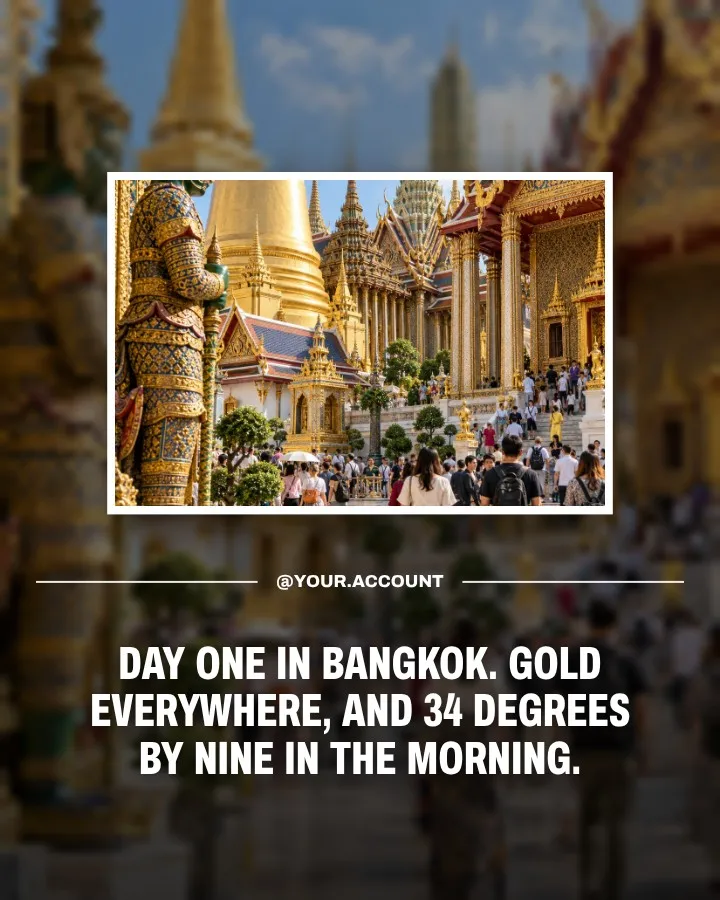 @YOUR.ACCOUNT
DAY ONE IN BANGKOK. GOLD
EVERYWHERE, AND 34 DEGREES
BY NINE IN THE MORNING.